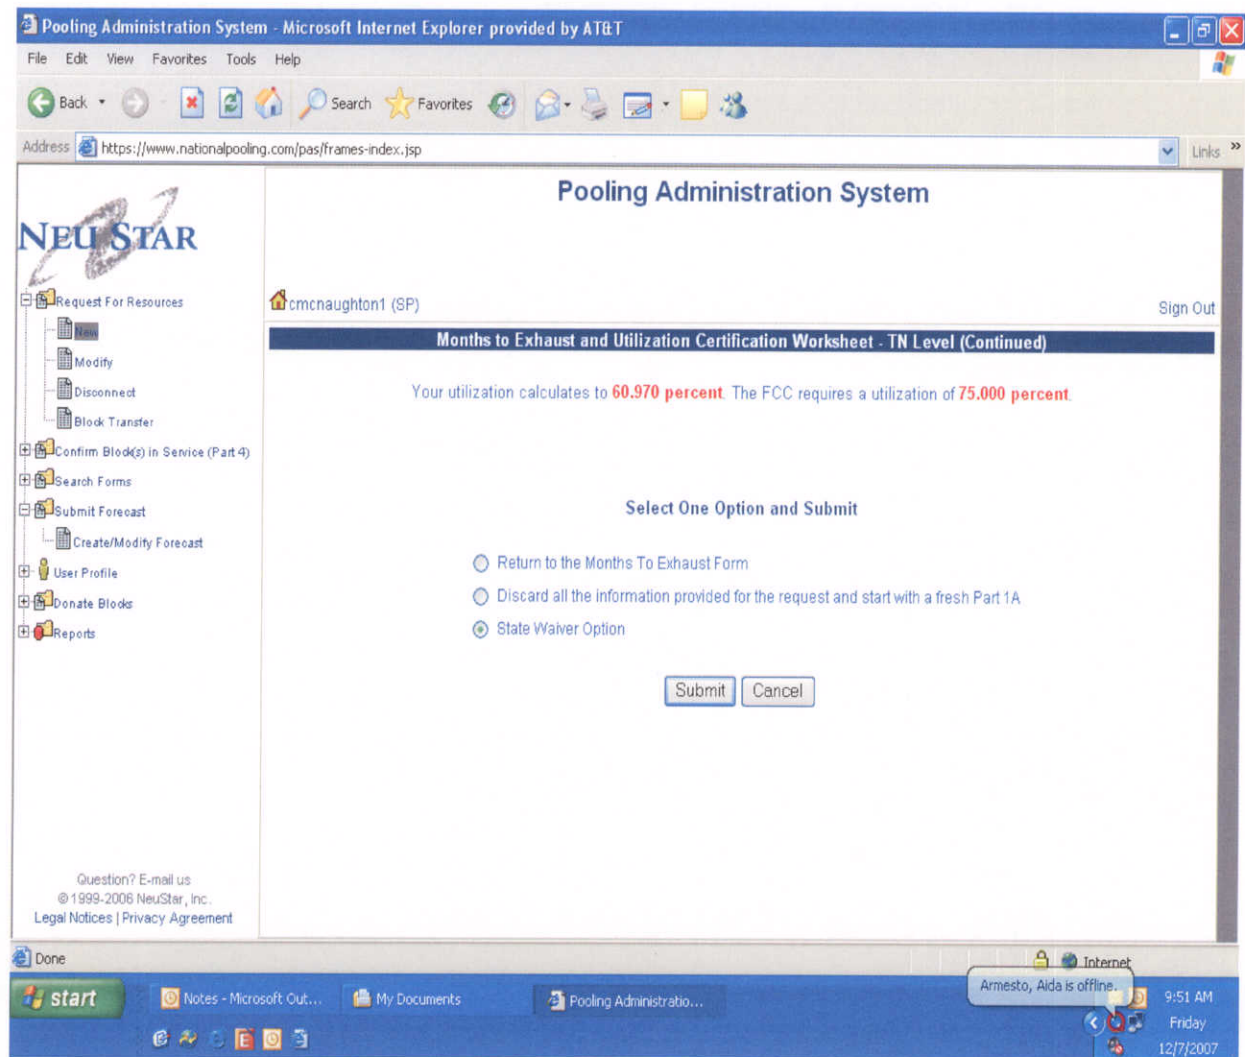 Pooling Administration System - Microsoft Internet Explorer provided by AT&T
File Edit View Favorites Tools Help
Back Search Favorites
Address https://www.nationalpooling.com/pas/frames-index.jsp Links »
NEUSTAR
Pooling Administration System
cmcnaughton1 (SP) Sign Out
Request For Resources
New
Modify
Disconnect
Block Transfer
Confirm Block(s) in Service (Part 4)
Search Forms
Submit Forecast
Create/Modify Forecast
User Profile
Donate Blocks
Reports
Months to Exhaust and Utilization Certification Worksheet - TN Level (Continued)
Your utilization calculates to 60.970 percent. The FCC requires a utilization of 75.000 percent.
Select One Option and Submit
Return to the Months To Exhaust Form
Discard all the information provided for the request and start with a fresh Part 1A
State Waiver Option
Submit Cancel
Question? E-mail us
©1999-2006 NeuStar, Inc.
Legal Notices | Privacy Agreement
Done Internet
Armesto, Aida is offline.
start Notes - Microsoft Out... My Documents Pooling Administratio... 9:51 AM
Friday
12/7/2007